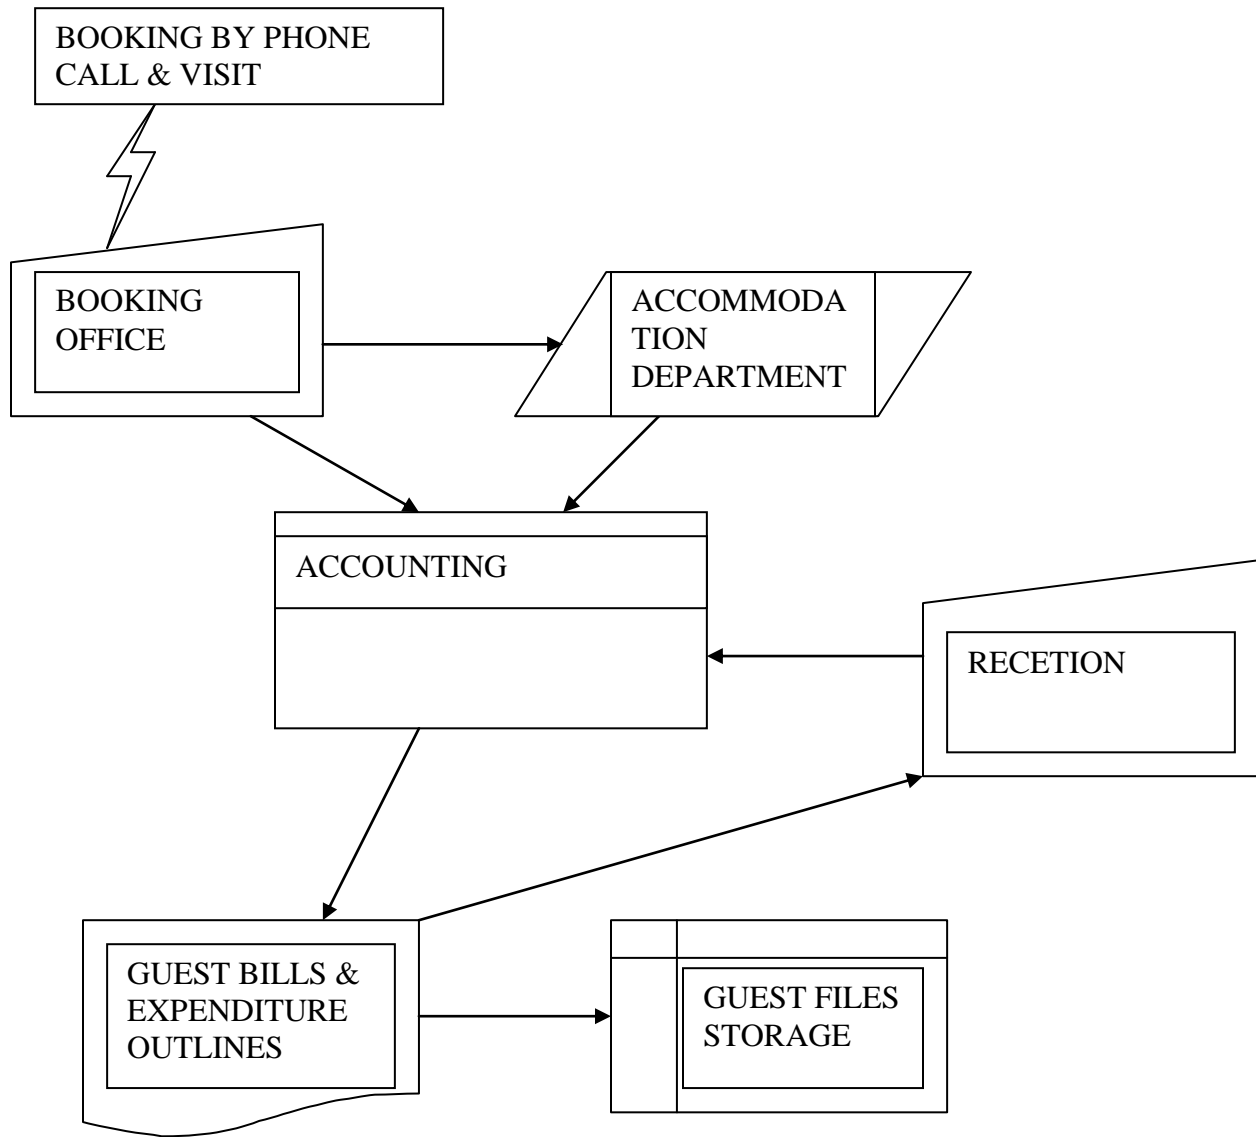 BOOKING BY PHONE
CALL & VISIT
BOOKING
OFFICE
ACCOMMODA
TION
DEPARTMENT
ACCOUNTING
RECETION
GUEST BILLS &
EXPENDITURE
OUTLINES
GUEST FILES
STORAGE